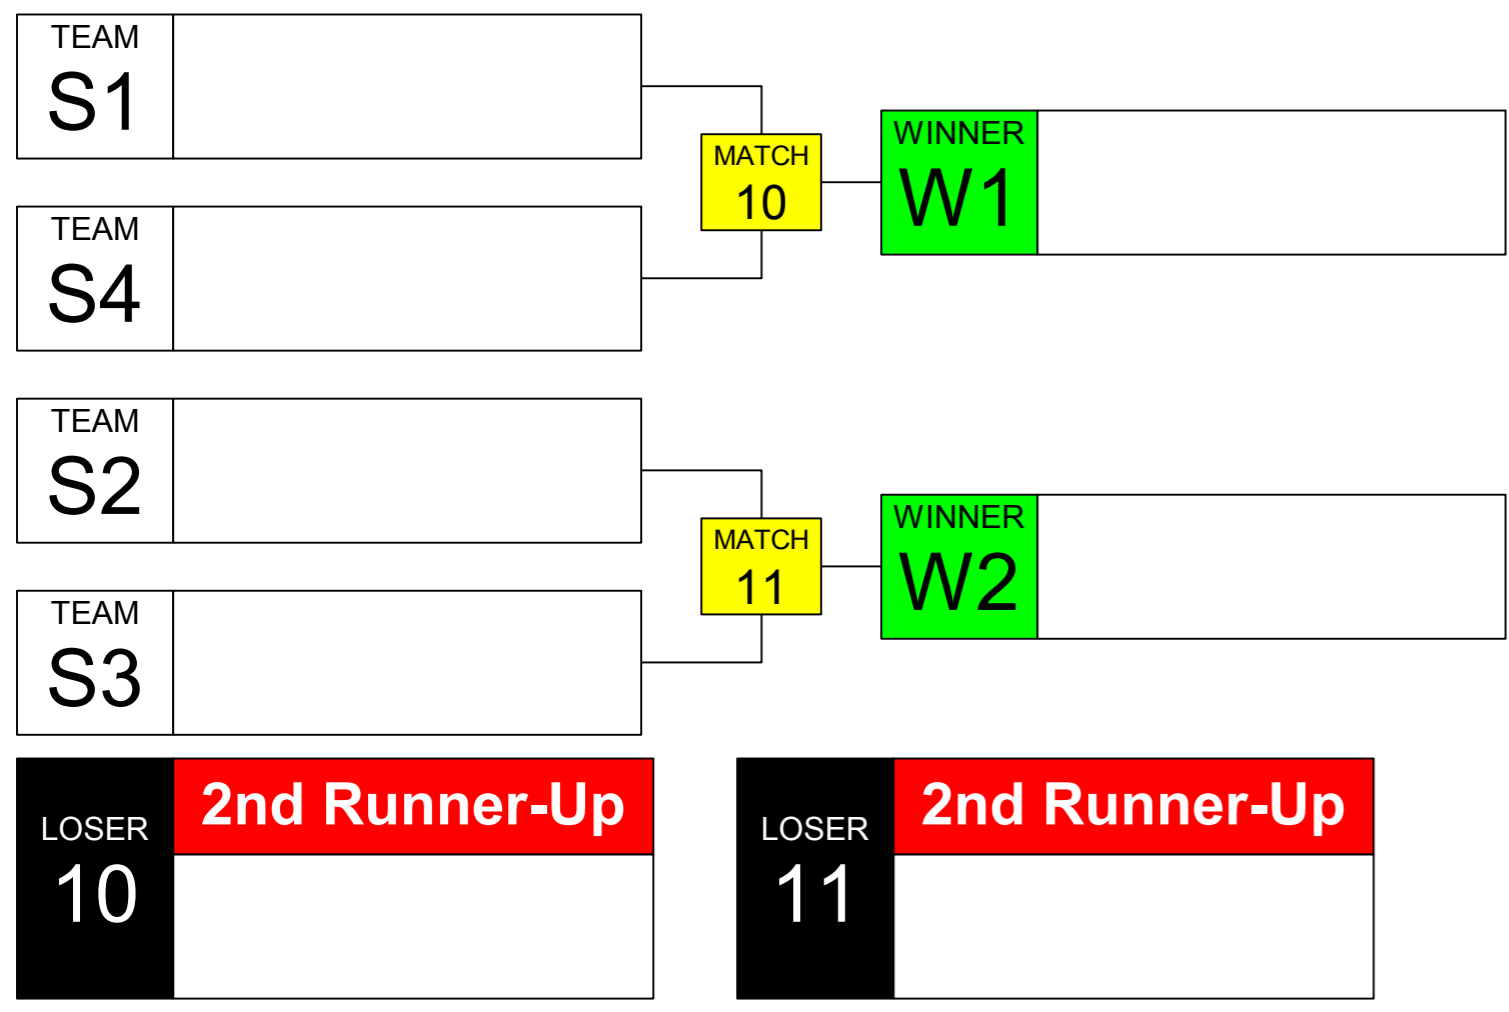 TEAM
S1
MATCH
10
WINNER
W1
TEAM
S4
TEAM
S2
MATCH
11
WINNER
W2
TEAM
S3
LOSER
10
2nd Runner-Up
LOSER
11
2nd Runner-Up